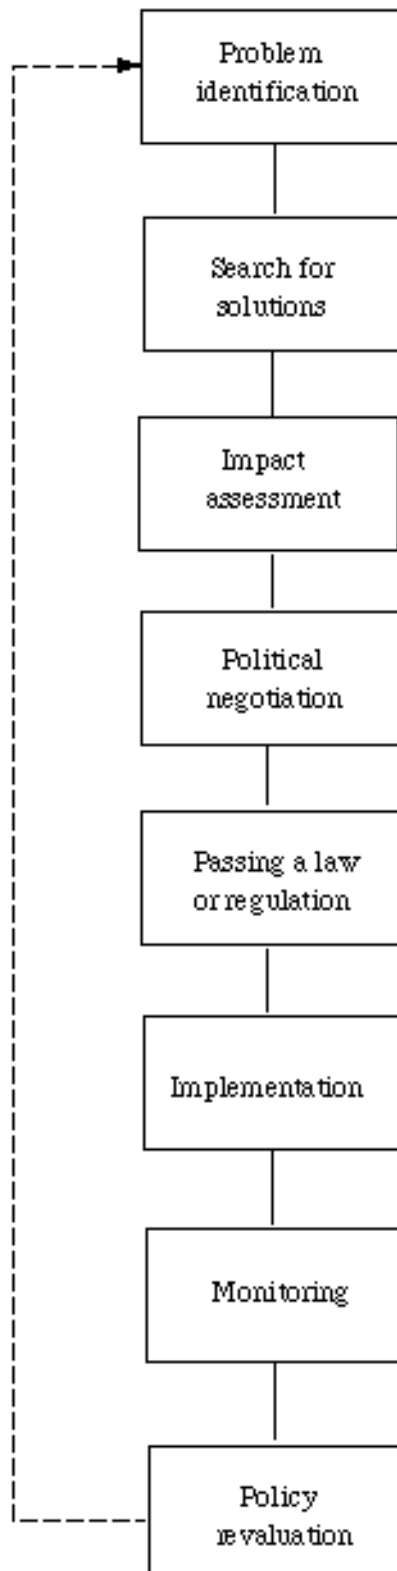 Problem
identification
Search for
solutions
Impact
assessment
Political
negotiation
Passing a law
or regulation
Implementation
Monitoring
Policy
revaluation